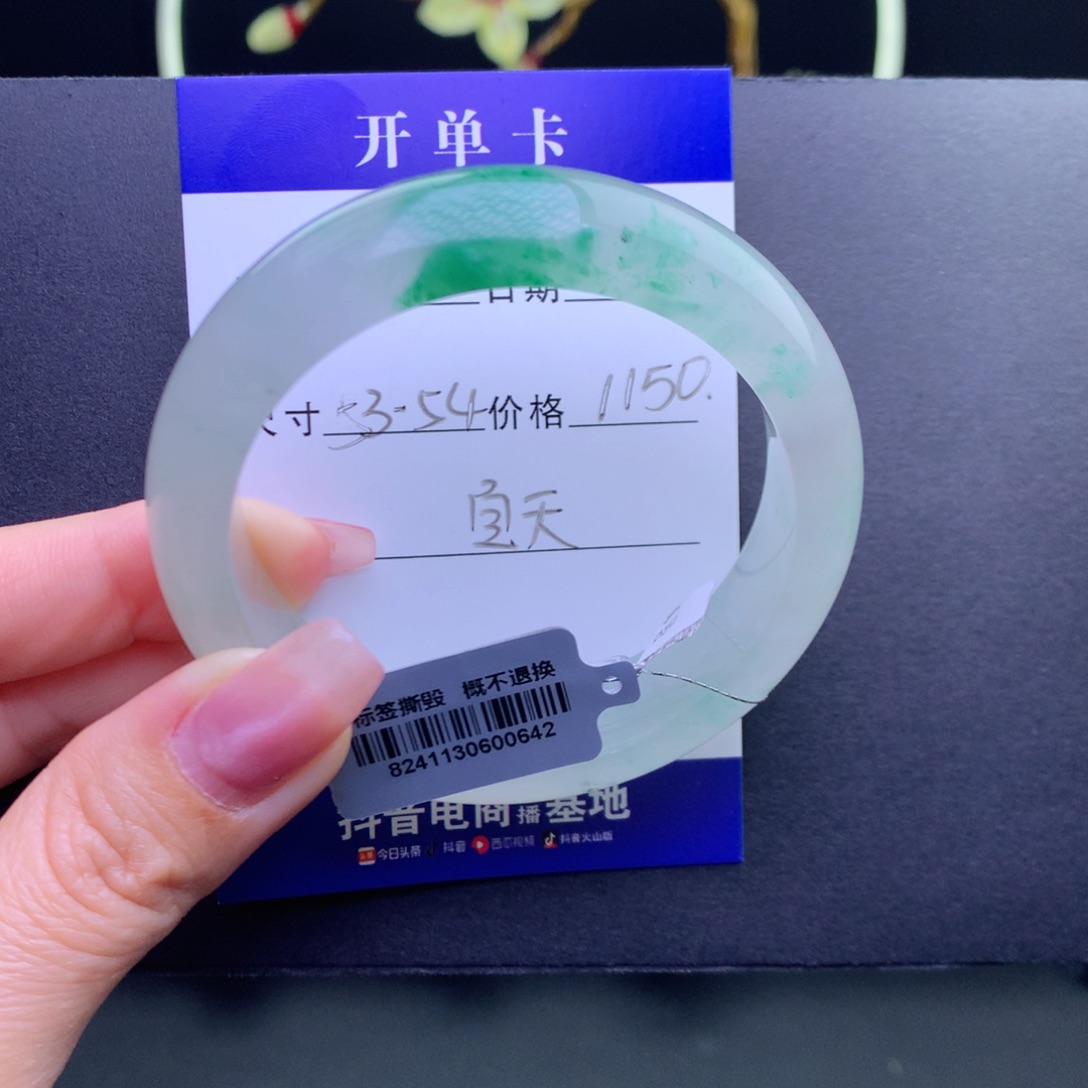 开单卡
日期
寸 53-54 价格 1150.
天
标签撕毁 概不退换
8241130600642
抖音电商 播 基地
今日头条 抖音 西瓜视频 抖音火山版